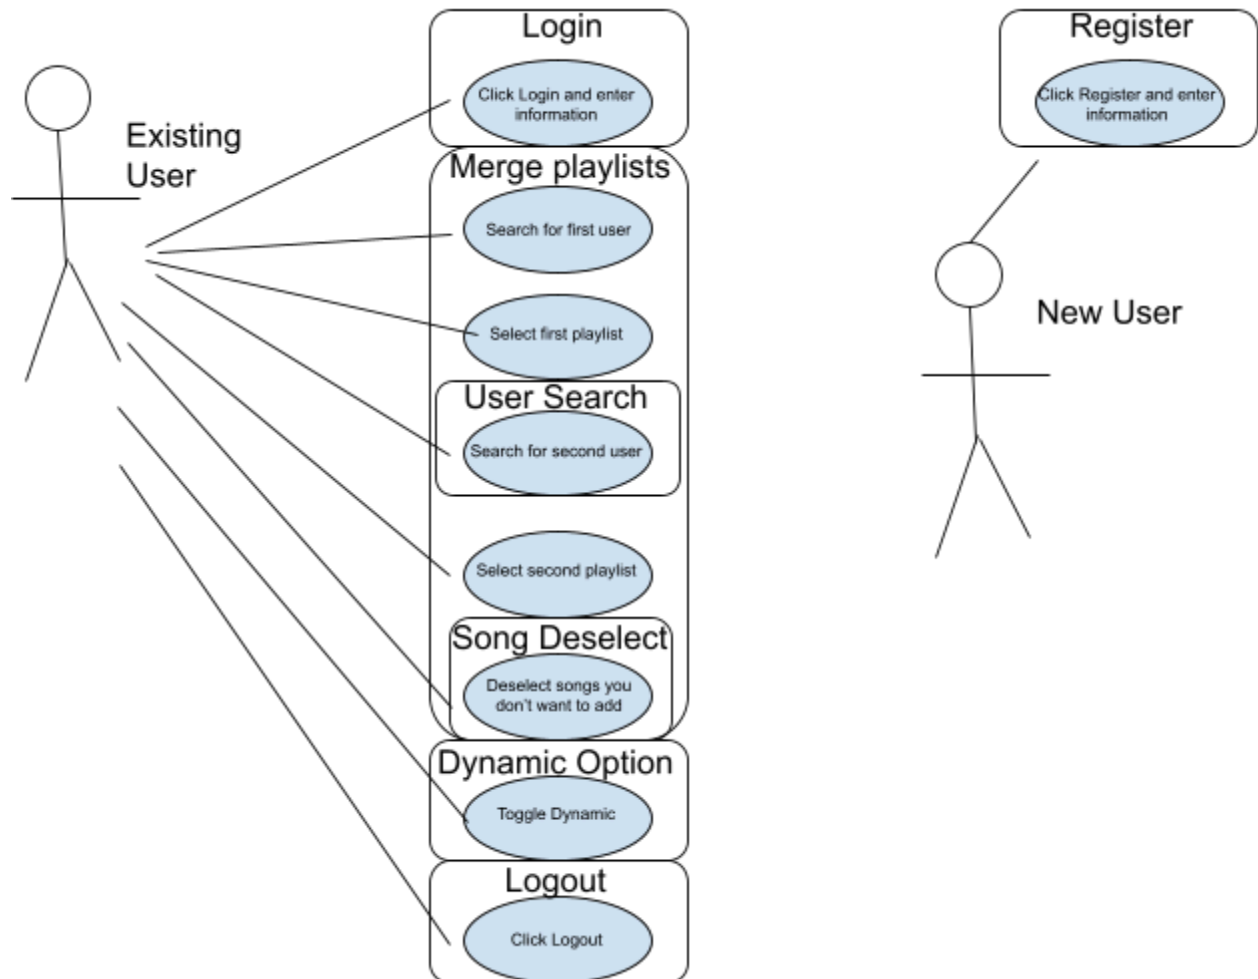 Login
Click Login and enter
information
Existing
User
Merge playlists
Search for first user
Select first playlist
User Search
Search for second user
Select second playlist
Song Deselect
Deselect songs you
don't want to add
Dynamic Option
Toggle Dynamic
Logout
Click Logout
Register
Click Register and enter
information
New User